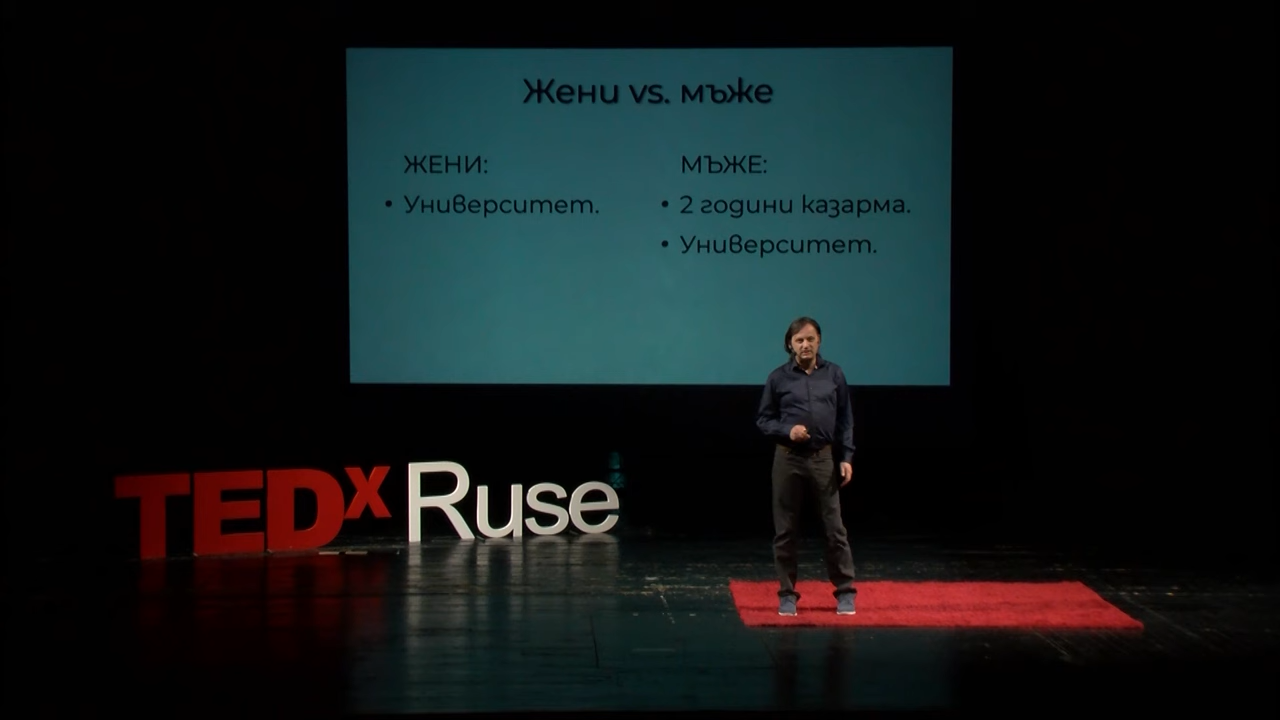 Жени vs. мъже
ЖЕНИ:
• Университет.
МЪЖЕ:
• 2 години казарма.
• Университет.
TEDx Ruse